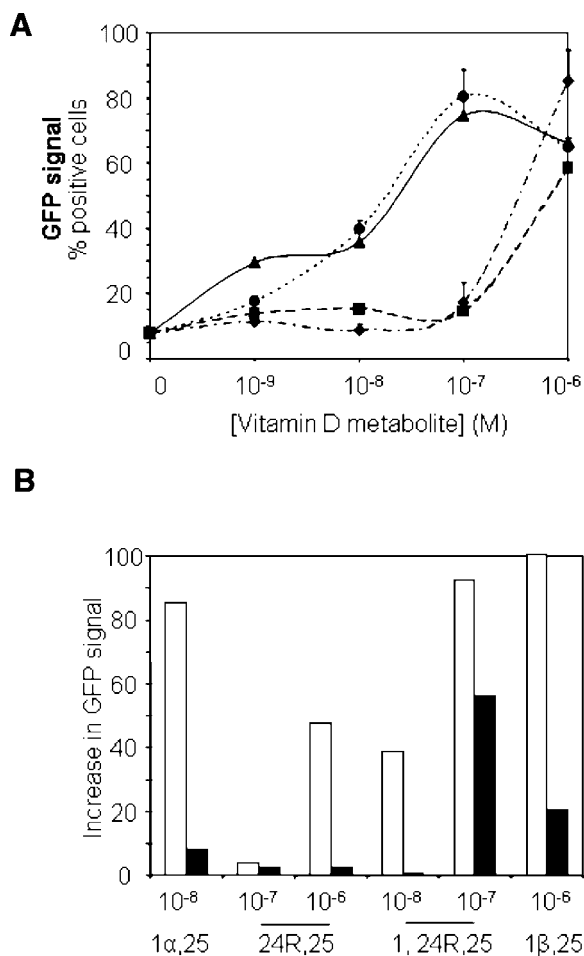 A
GFP signal
% positive cells
100
80
60
40
20
0
0 10⁻⁹ 10⁻⁸ 10⁻⁷ 10⁻⁶
[Vitamin D metabolite] (M)
B
Increase in GFP signal
100
80
60
40
20
0
10⁻⁸ 10⁻⁷ 10⁻⁶ 10⁻⁸ 10⁻⁷ 10⁻⁶
1α,25 24R,25 1, 24R,25 1β,25